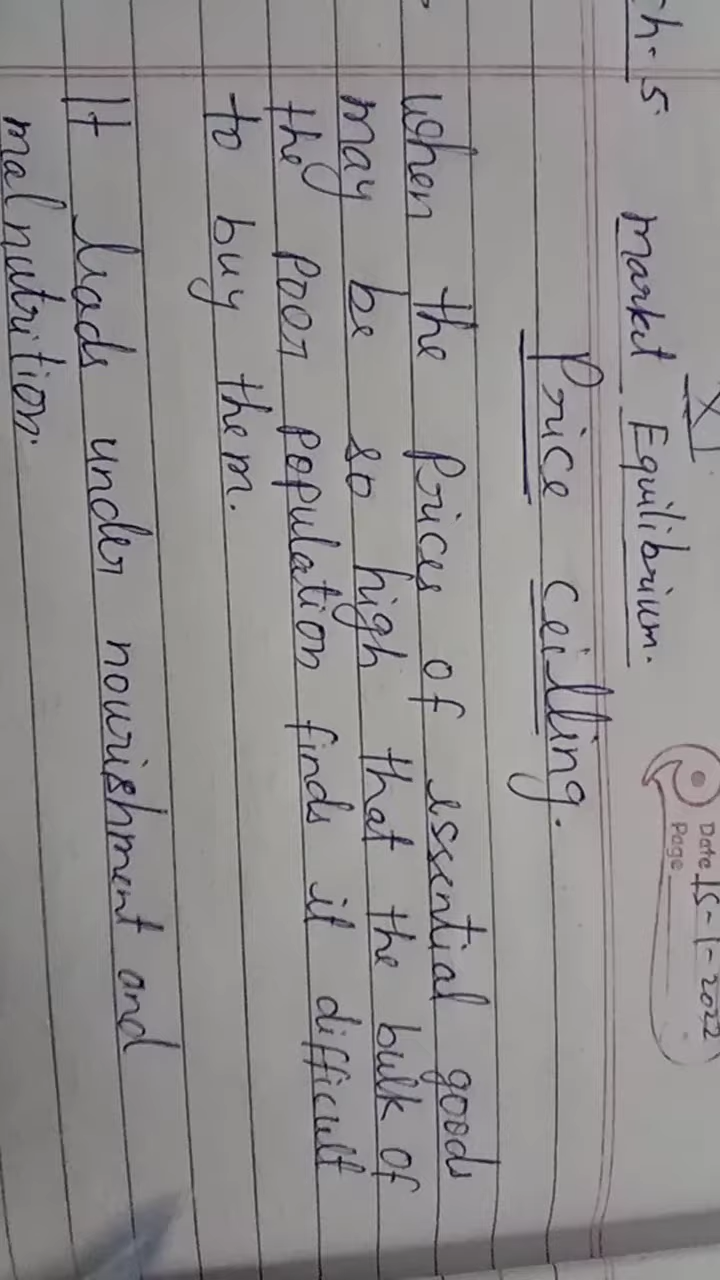 XI
Date 15-1-2022
Page
Ch-5. Market Equilibrium.
Price Ceilling.
When the Prices of essential goods
may be so high that the bulk of
the Poor population finds it difficult
to buy them.
It leads under nourishment and
malnutrition.